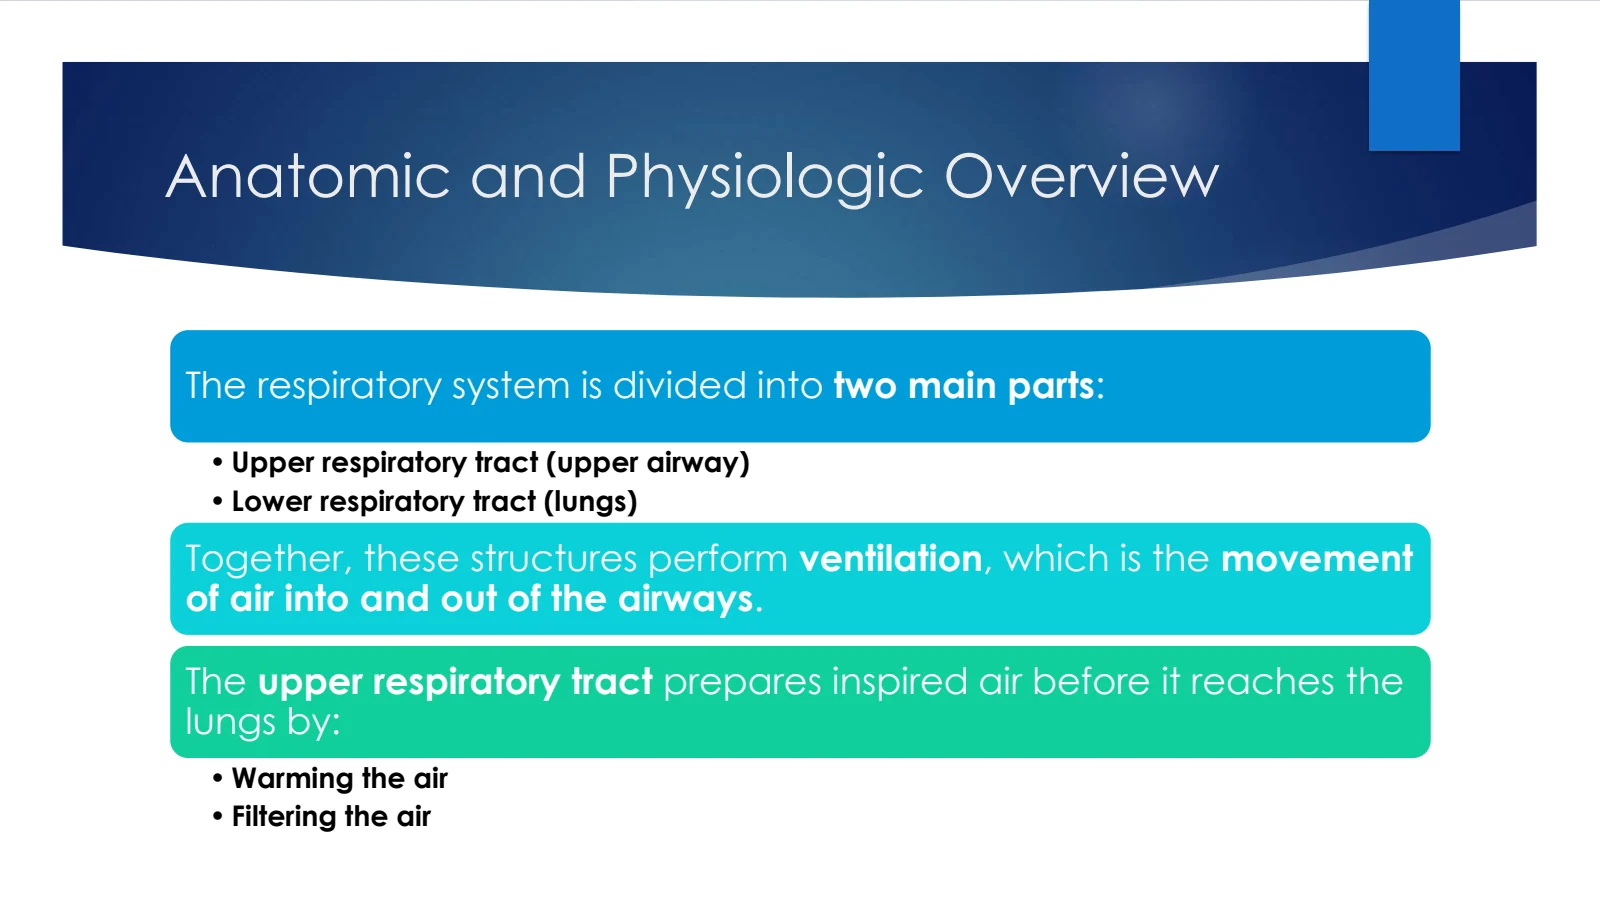 Anatomic and Physiologic Overview
The respiratory system is divided into two main parts:
• Upper respiratory tract (upper airway)
• Lower respiratory tract (lungs)
Together, these structures perform ventilation, which is the movement
of air into and out of the airways.
The upper respiratory tract prepares inspired air before it reaches the
lungs by:
• Warming the air
• Filtering the air